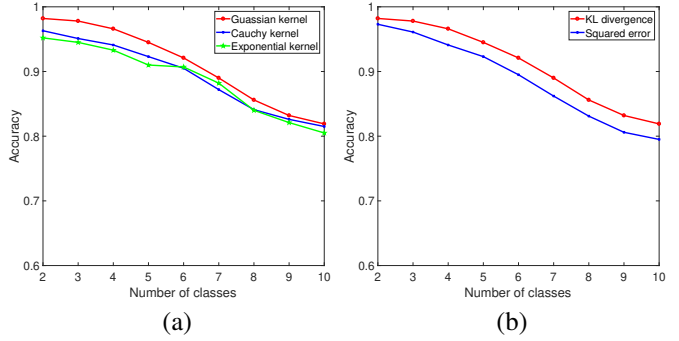 1
0.9
0.8
0.7
0.6
Accuracy
2 3 4 5 6 7 8 9 10
Number of classes
Guassian kernel
Cauchy kernel
Exponential kernel
(a)
1
0.9
0.8
0.7
0.6
Accuracy
2 3 4 5 6 7 8 9 10
Number of classes
KL divergence
Squared error
(b)